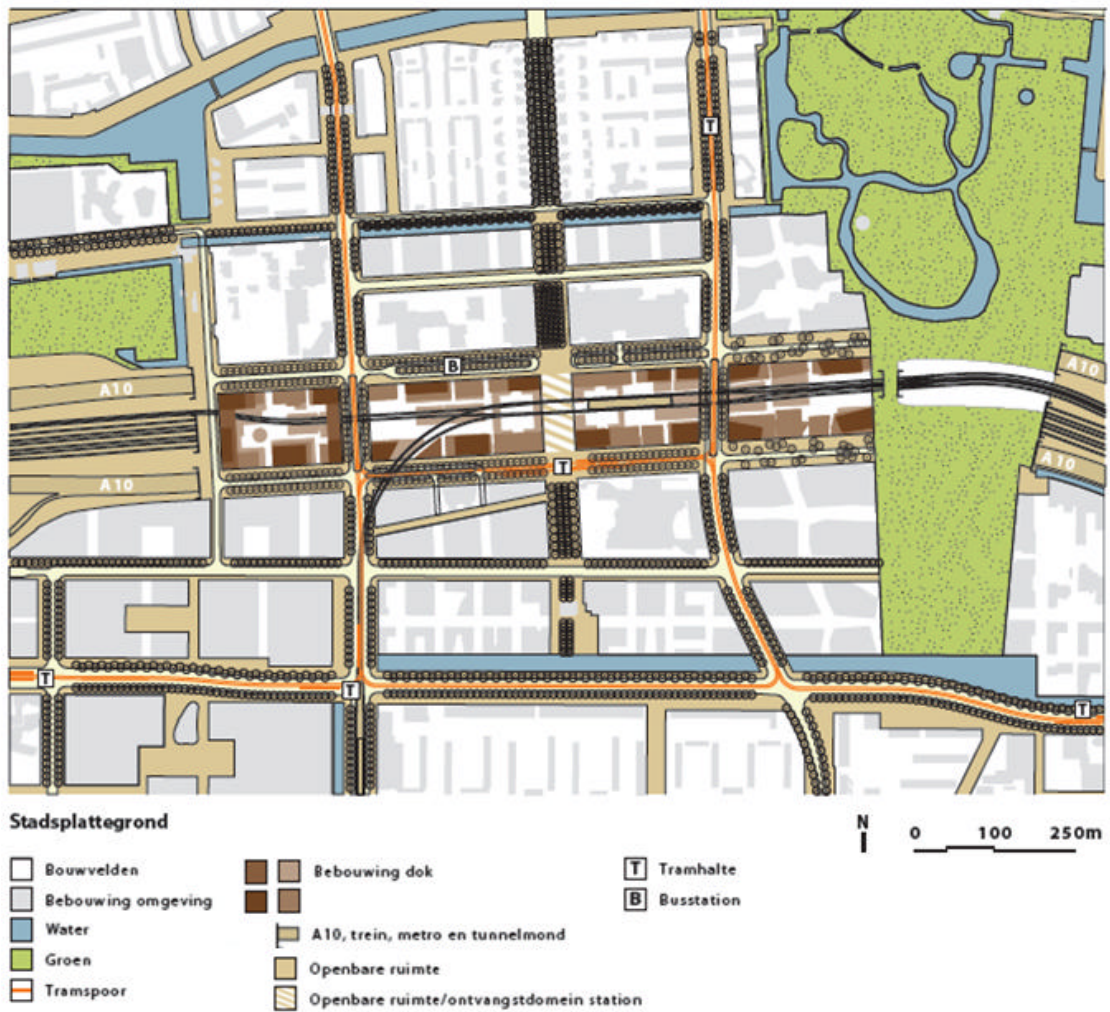 T
B
A10
A10
T
A10
A10
T
T
T
Stadsplattegrond
N
0 100 250m
Bouwvelden
Bebouwing omgeving
Water
Groen
Tramspoor
Bebouwing dok
A10, trein, metro en tunnelmond
Openbare ruimte
Openbare ruimte/ontvangstdomein station
T Tramhalte
B Busstation